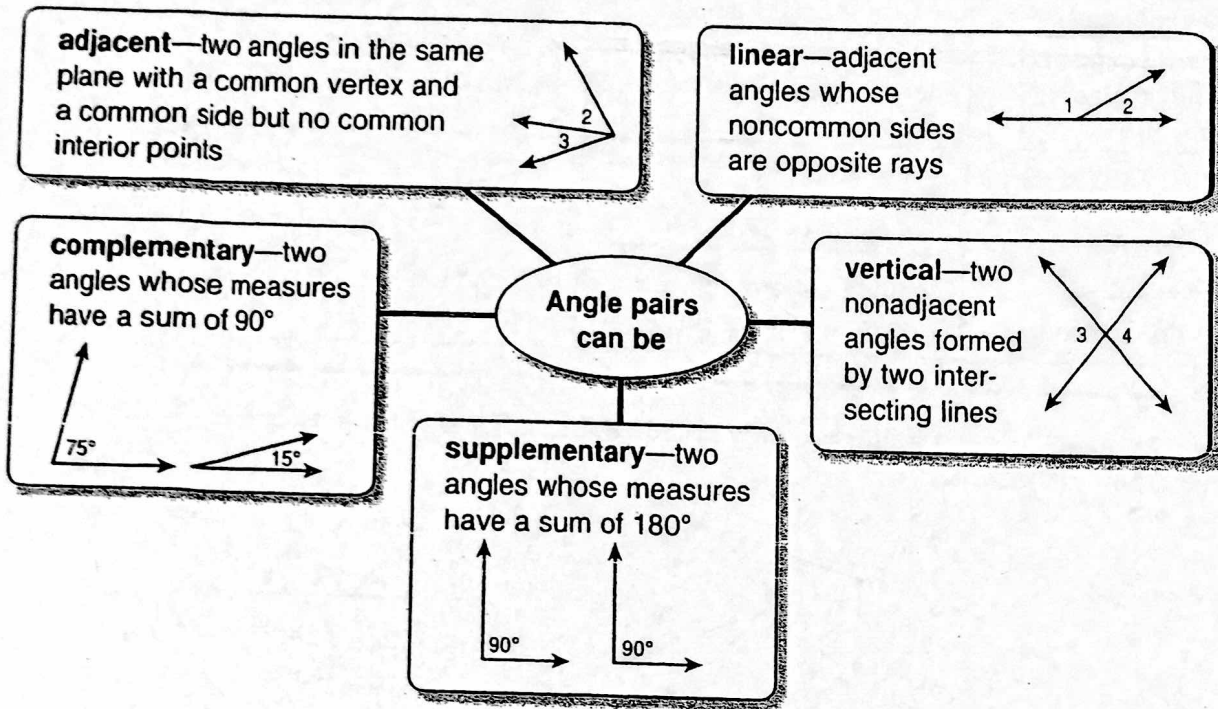 adjacent—two angles in the same
plane with a common vertex and
a common side but no common
interior points
2
3
linear—adjacent
angles whose
noncommon sides
are opposite rays
1
2
complementary—two
angles whose measures
have a sum of 90°
75°
15°
Angle pairs
can be
vertical—two
nonadjacent
angles formed
by two inter-
secting lines
3
4
supplementary—two
angles whose measures
have a sum of 180°
90°
90°